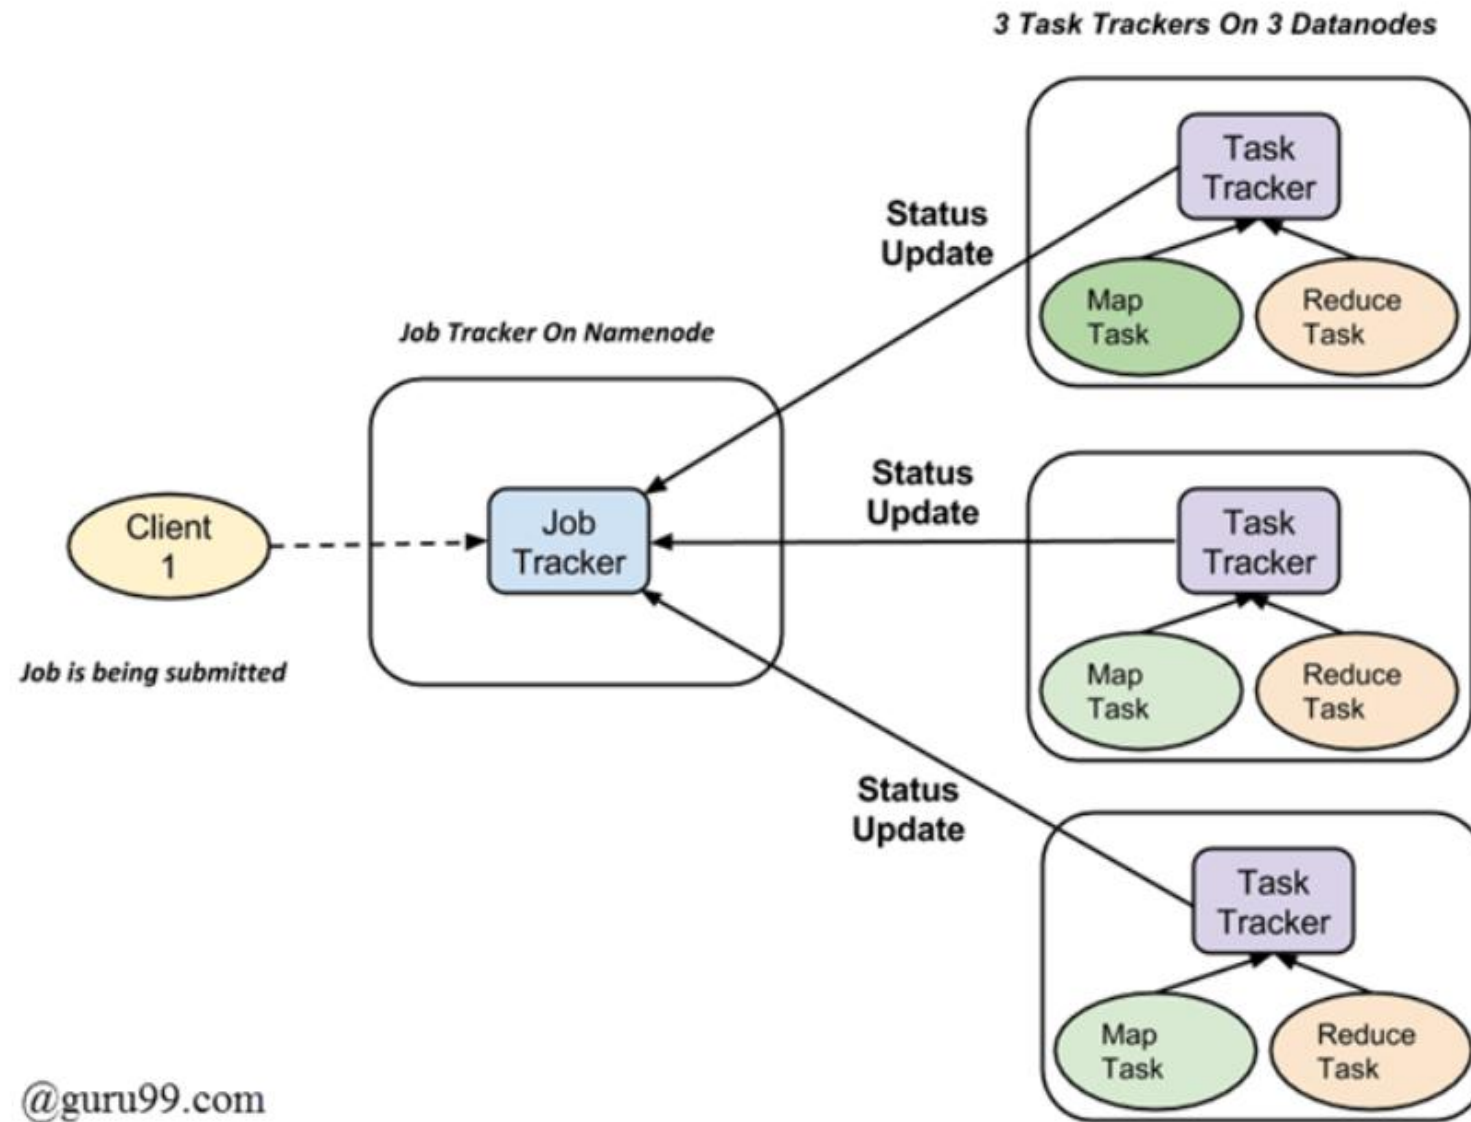 3 Task Trackers On 3 Datanodes
Task
Tracker
Status
Update
Map
Task
Reduce
Task
Job Tracker On Namenode
Status
Update
Client
1
Job
Tracker
Task
Tracker
Job is being submitted
Map
Task
Reduce
Task
Status
Update
Task
Tracker
Map
Task
Reduce
Task
@guru99.com